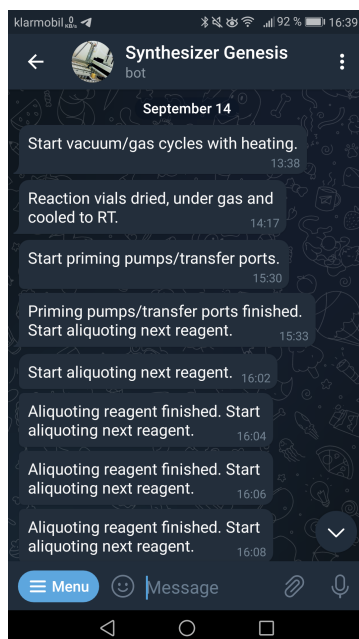 klarmobil 0 KB/s 92 % 16:39
Synthesizer Genesis
bot
September 14
Start vacuum/gas cycles with heating.
13:38
Reaction vials dried, under gas and
cooled to RT. 14:17
Start priming pumps/transfer ports.
15:30
Priming pumps/transfer ports finished.
Start aliquoting next reagent. 15:33
Start aliquoting next reagent. 16:02
Aliquoting reagent finished. Start
aliquoting next reagent. 16:04
Aliquoting reagent finished. Start
aliquoting next reagent. 16:06
Aliquoting reagent finished. Start
aliquoting next reagent. 16:08
Menu Message